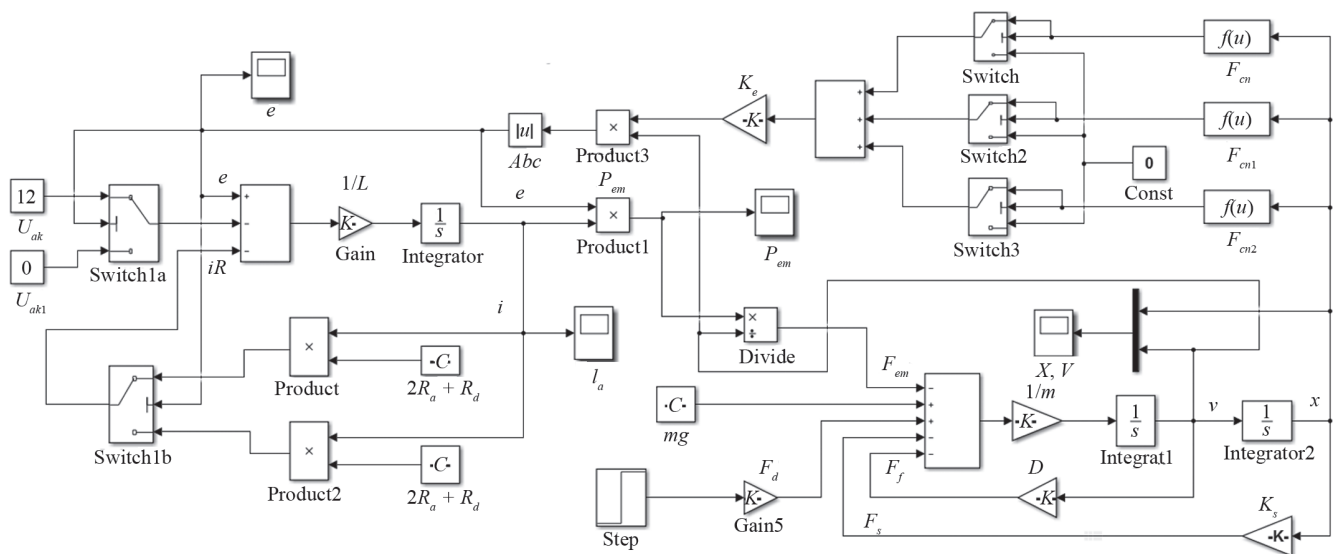 f(u)
F_cn
Switch
e
K_e
-K-
+
+
+
Switch2
f(u)
F_cn1
|u|
Abc
×
Product3
P_em
0
Const
12
U_ak
e
+
-
-
1/L
K-
Gain
1/s
Integrator
e
×
Product1
P_em
Switch3
f(u)
F_cn2
0
U_ak1
Switch1a
iR
i
×
Product
-C-
2R_a + R_d
l_a
×
÷
Divide
F_em
X, V
1/m
Switch1b
×
Product2
-C-
2R_a + R_d
·C-
mg
-
+
+
-
-
-K-
1/s
Integrat1
v
1/s
Integrator2
x
Step
F_d
K-
Gain5
F_f
D
-K-
F_s
K_s
-K-